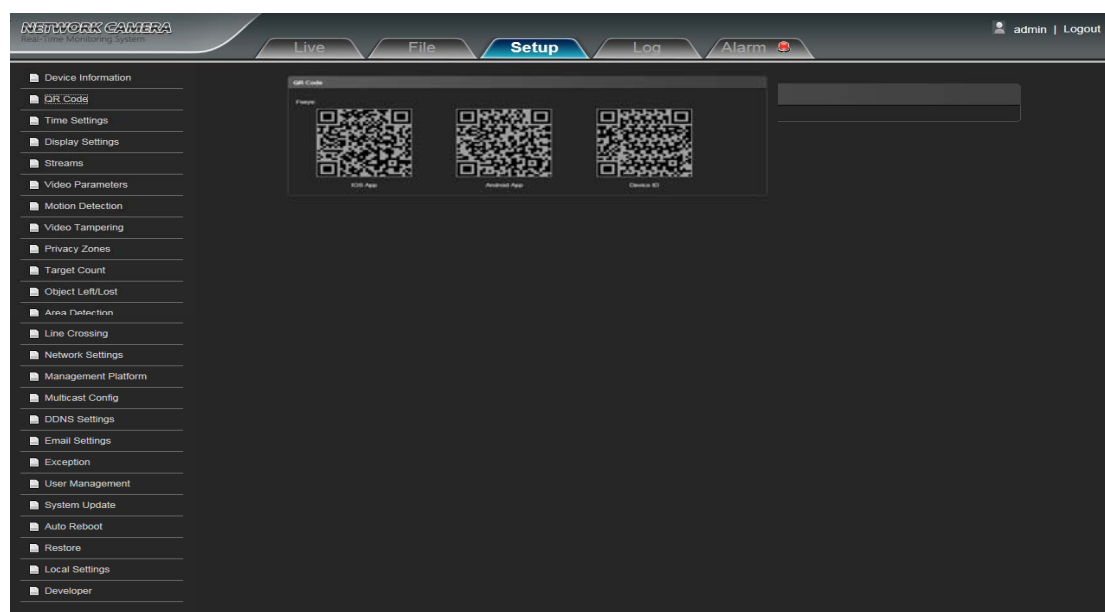 NETWORK CAMERA
Real-Time Monitoring System
admin | Logout
Live
File
Setup
Log
Alarm
Device Information
QR Code
Time Settings
Display Settings
Streams
Video Parameters
Motion Detection
Video Tampering
Privacy Zones
Target Count
Object Left/Lost
Area Detection
Line Crossing
Network Settings
Management Platform
Multicast Config
DDNS Settings
Email Settings
Exception
User Management
System Update
Auto Reboot
Restore
Local Settings
Developer
QR Code
IOS App
Android App
Device ID